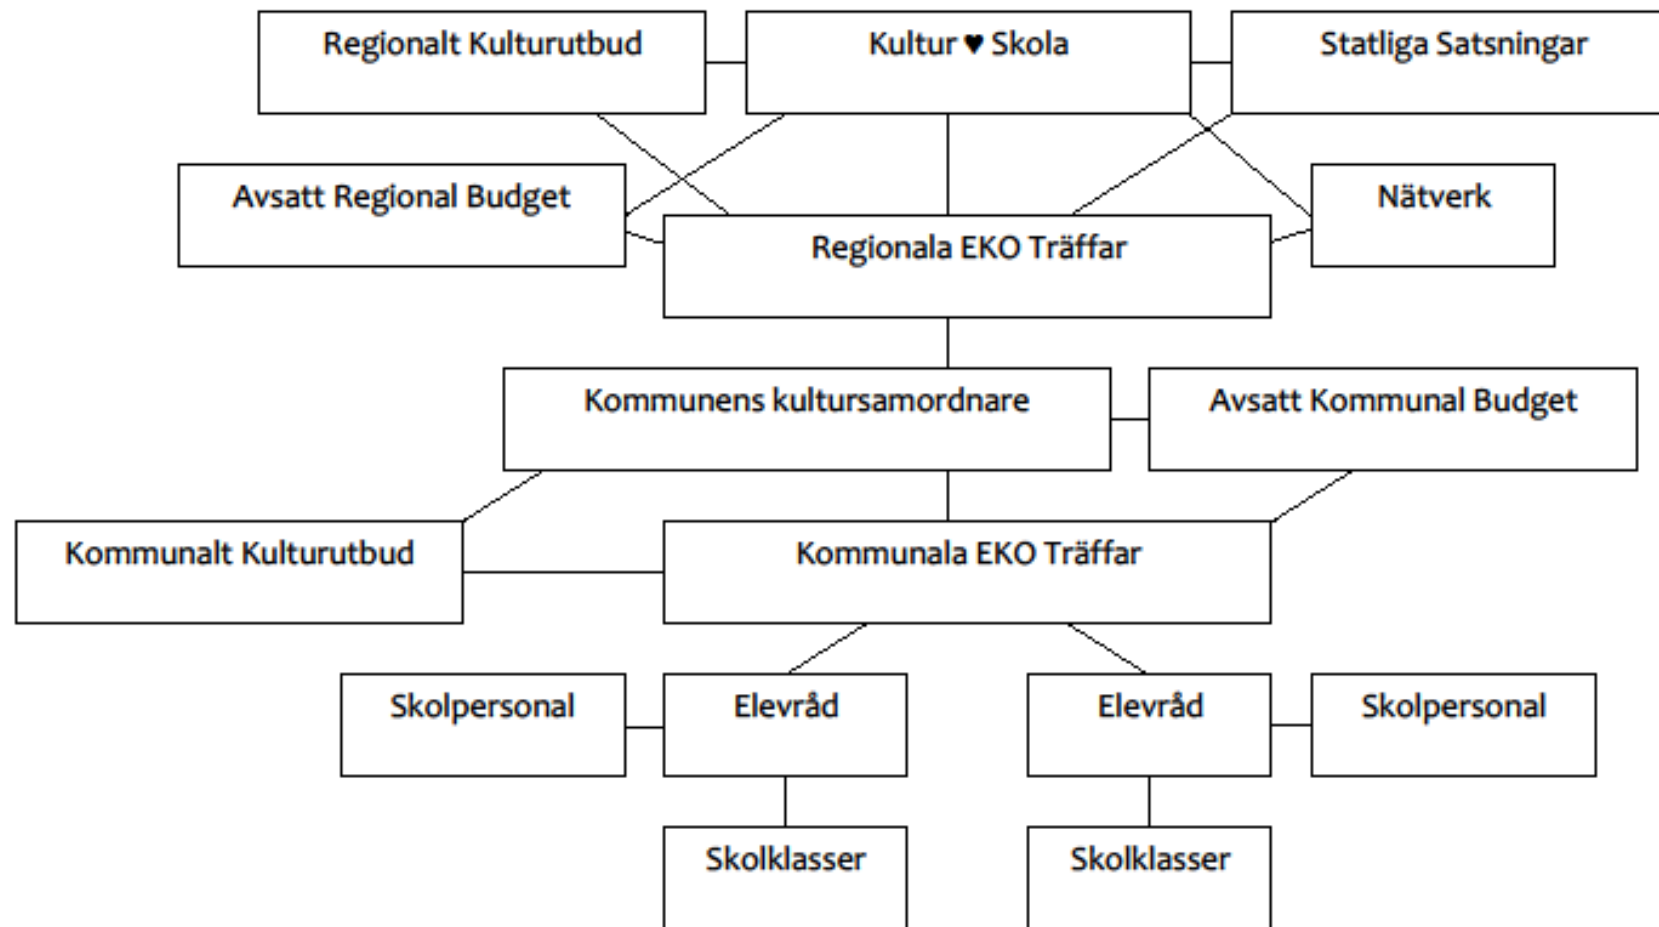 Regionalt Kulturutbud
Kultur ♥ Skola
Statliga Satsningar
Avsatt Regional Budget
Nätverk
Regionala EKO Träffar
Kommunens kultursamordnare
Avsatt Kommunal Budget
Kommunalt Kulturutbud
Kommunala EKO Träffar
Skolpersonal
Elevråd
Elevråd
Skolpersonal
Skolklasser
Skolklasser